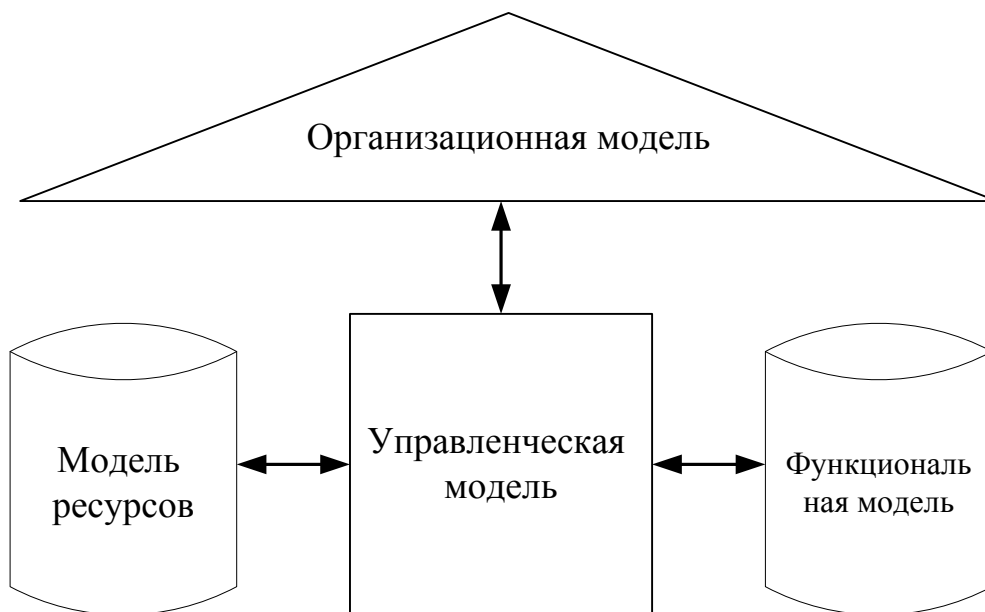 Организационная модель
Модель
ресурсов
Управленческая
модель
Функциональ
ная модель